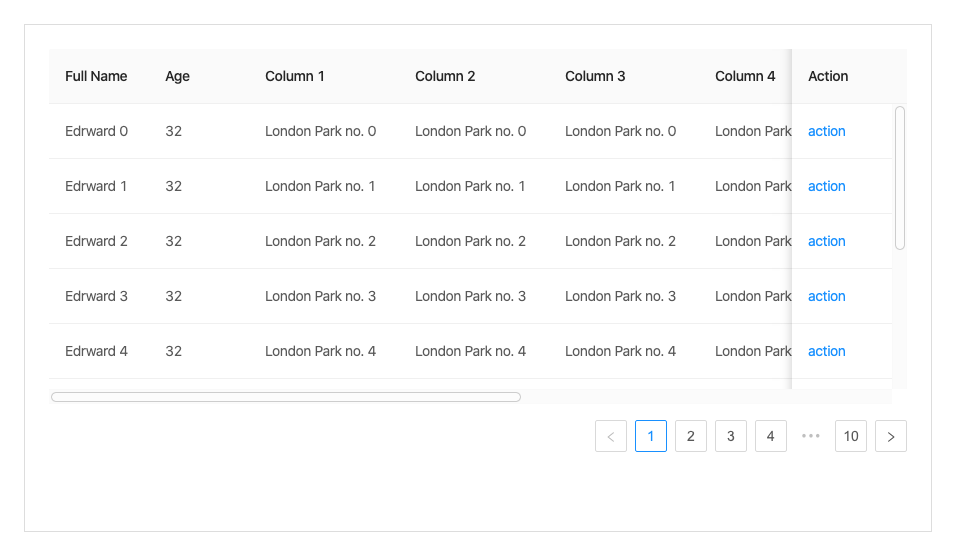 Full Name Age Column 1 Column 2 Column 3 Column 4 Action
Edrward 0 32 London Park no. 0 London Park no. 0 London Park no. 0 London Park action
Edrward 1 32 London Park no. 1 London Park no. 1 London Park no. 1 London Park action
Edrward 2 32 London Park no. 2 London Park no. 2 London Park no. 2 London Park action
Edrward 3 32 London Park no. 3 London Park no. 3 London Park no. 3 London Park action
Edrward 4 32 London Park no. 4 London Park no. 4 London Park no. 4 London Park action
< 1 2 3 4 ••• 10 >